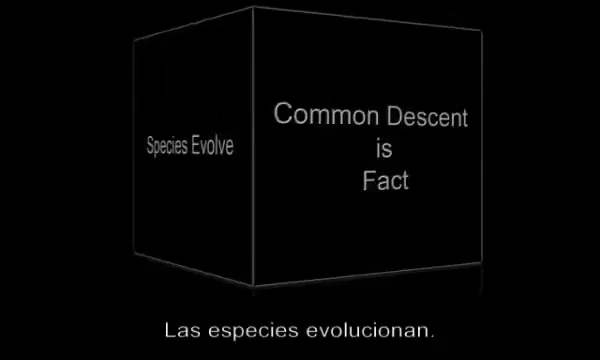 Species Evolve
Common Descent
is
Fact
Las especies evolucionan.